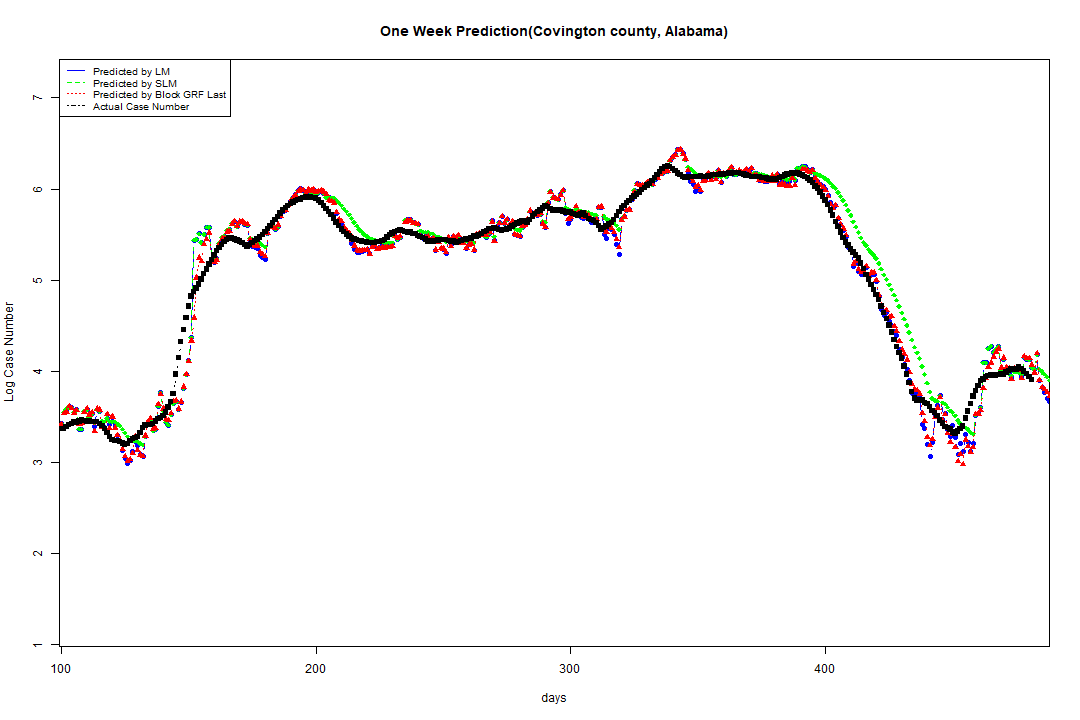 One Week Prediction(Covington county, Alabama)
Predicted by LM
Predicted by SLM
Predicted by Block GRF Last
Actual Case Number
7
6
5
4
3
2
1
Log Case Number
100 200 300 400
days